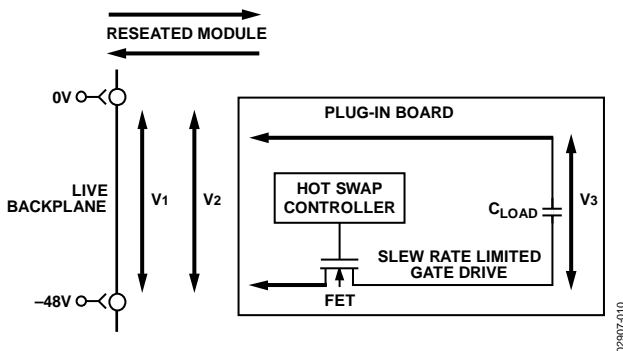 RESEATED MODULE
0V
PLUG-IN BOARD
LIVE
BACKPLANE
V1
V2
HOT SWAP
CONTROLLER
CLOAD
V3
SLEW RATE LIMITED
GATE DRIVE
–48V
FET
02907-010